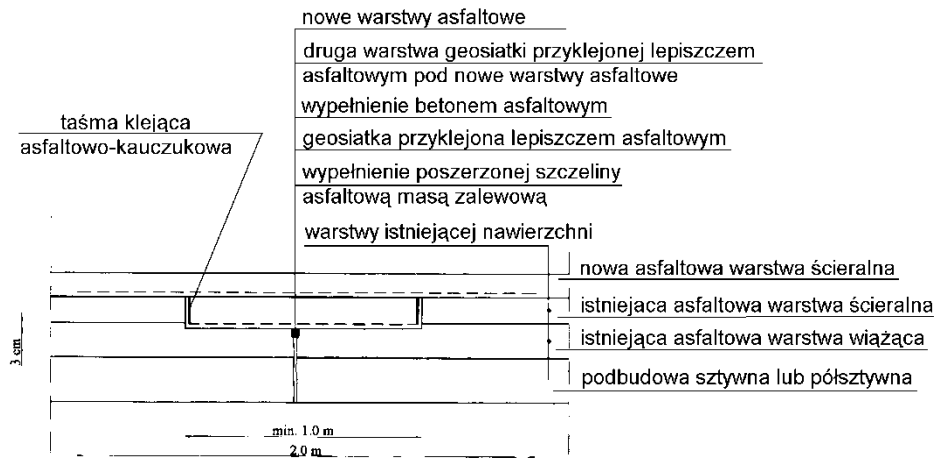 nowe warstwy asfaltowe
druga warstwa geosiatki przyklejonej lepiszczem
asfaltowym pod nowe warstwy asfaltowe
wypełnienie betonem asfaltowym
geosiatka przyklejona lepiszczem asfaltowym
wypełnienie poszerzonej szczeliny
asfaltową masą zalewową
warstwy istniejącej nawierzchni
taśma klejąca
asfaltowo-kauczukowa
nowa asfaltowa warstwa ścieralna
istniejaca asfaltowa warstwa ścieralna
istniejąca asfaltowa warstwa wiążąca
podbudowa sztywna lub półsztywna
3 cm
min. 1.0 m
2.0 m